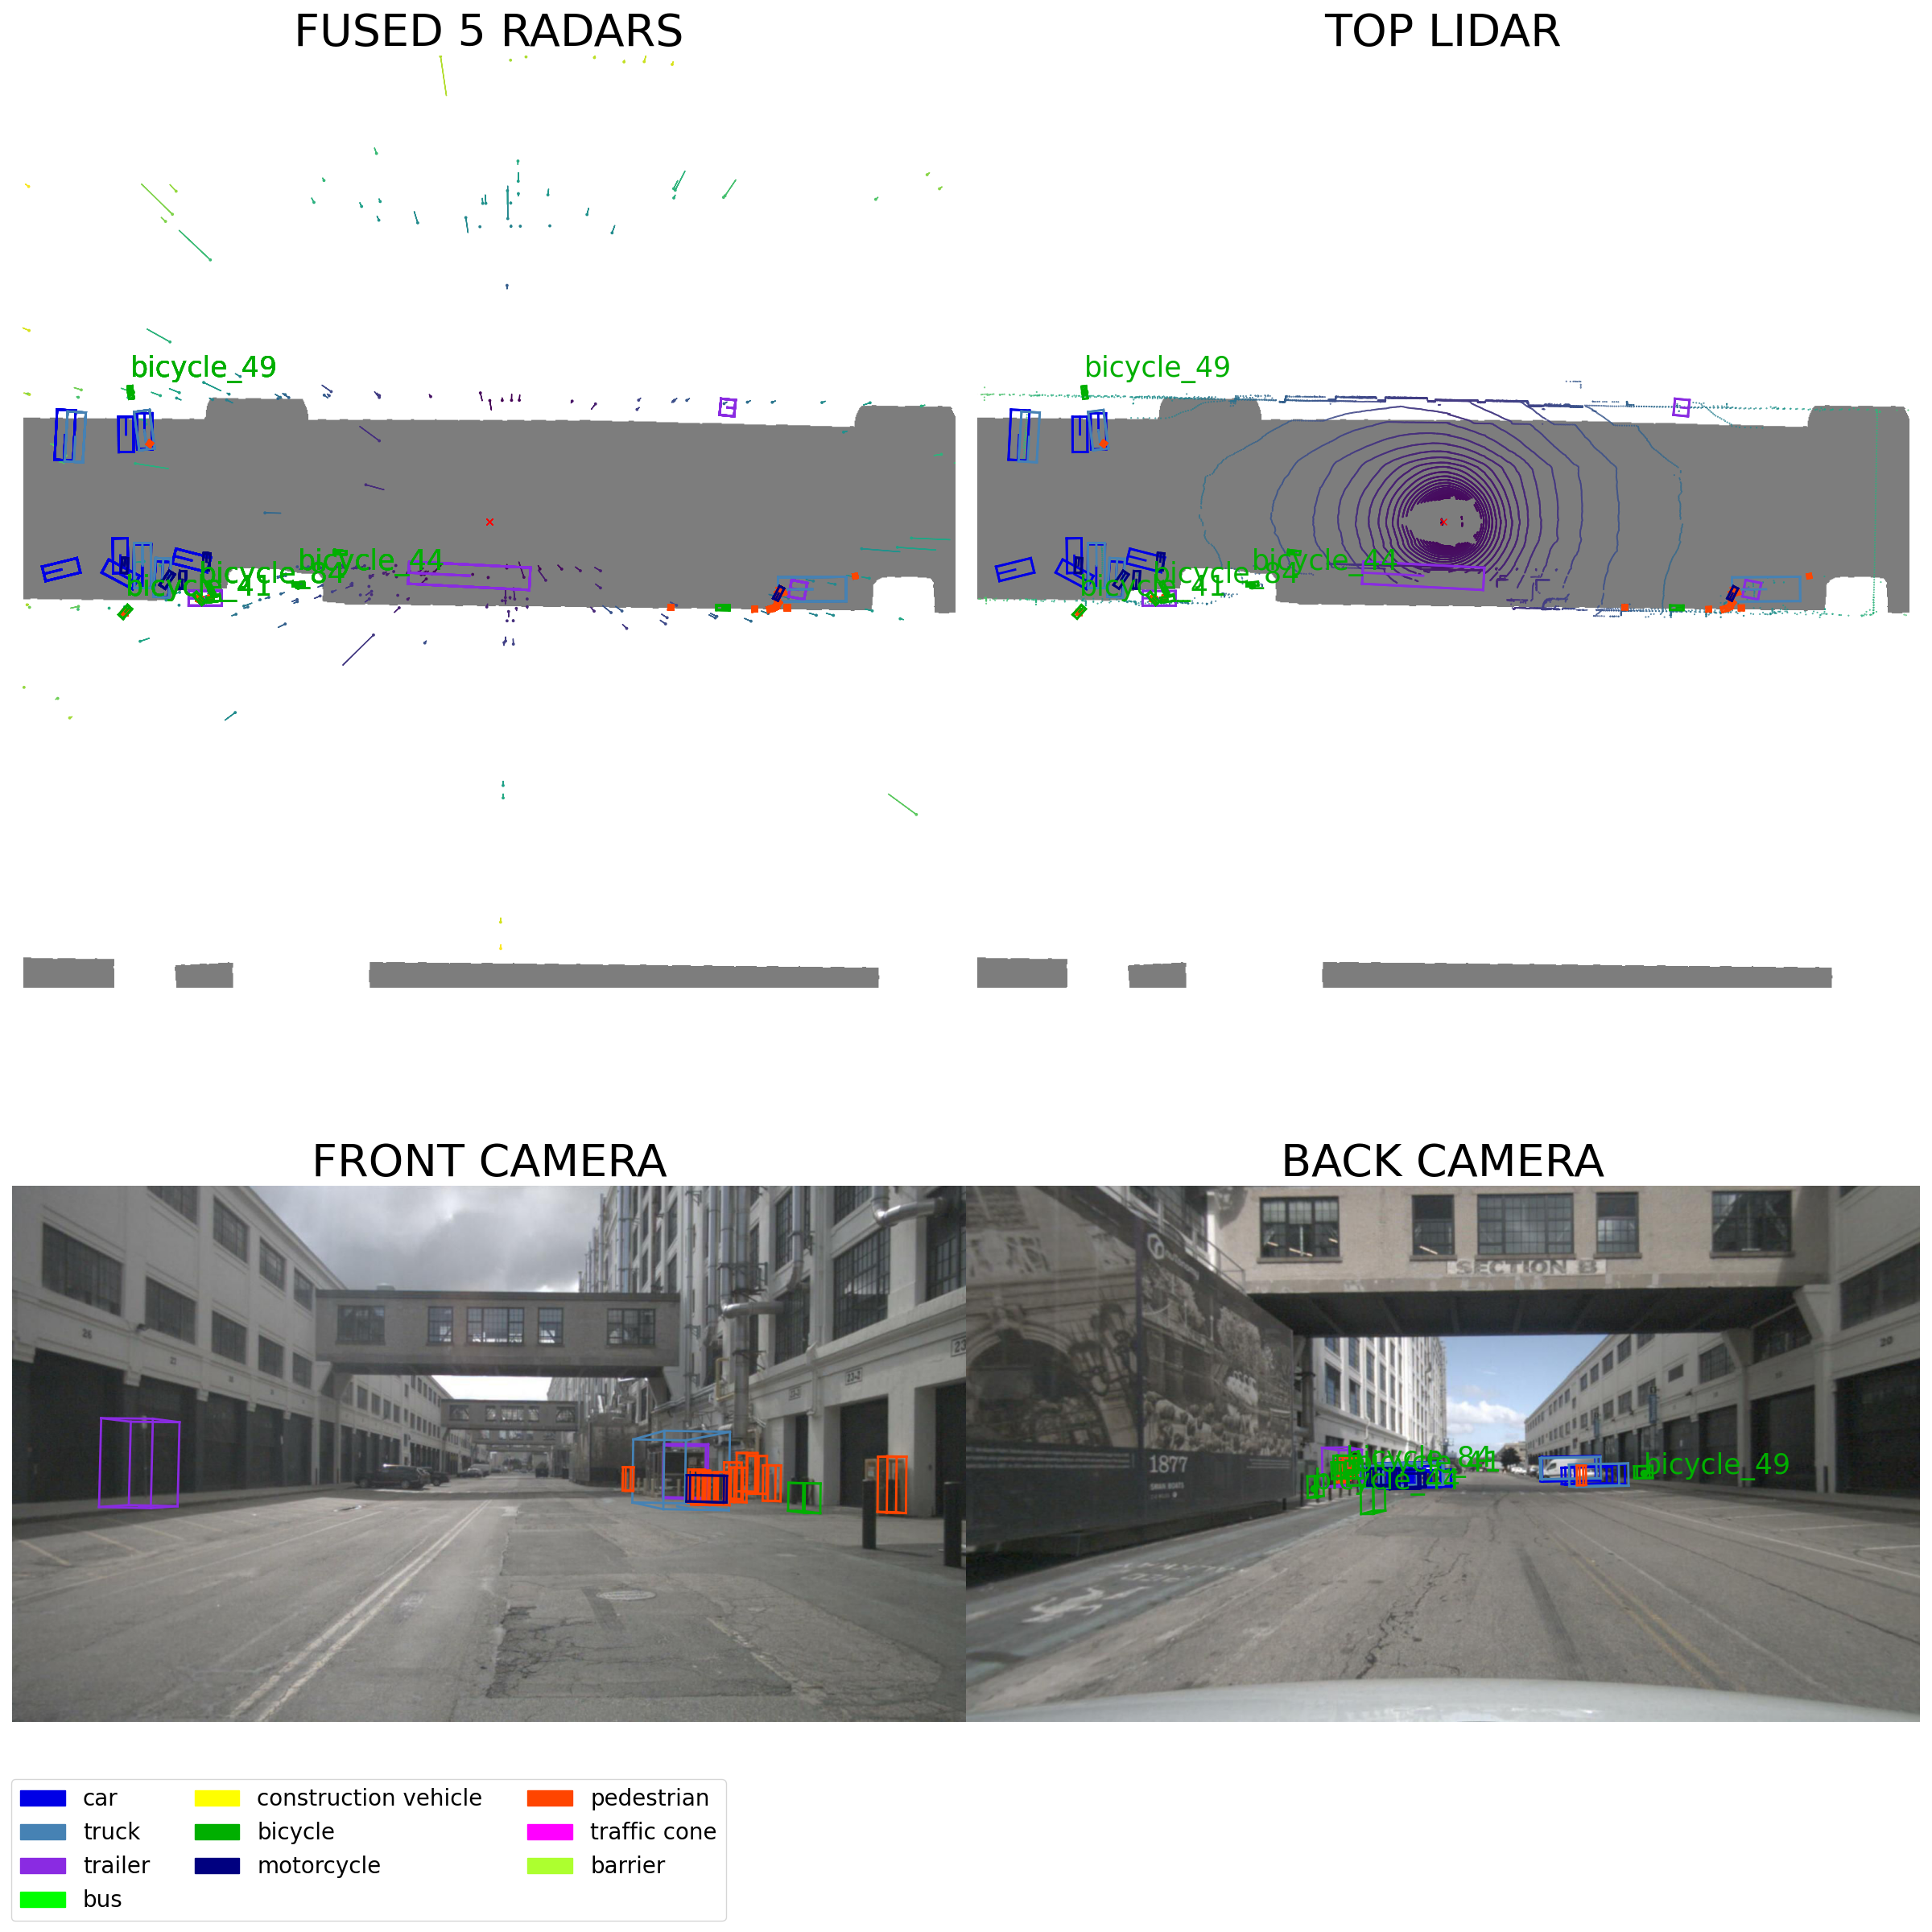 FUSED 5 RADARS
TOP LIDAR
bicycle_49
bicycle_44
bicycle_84
bicycle_41
bicycle_49
bicycle_44
bicycle_84
bicycle_41
FRONT CAMERA
BACK CAMERA
SECTION B
1877
bicycle_84
bicycle_49
car
truck
trailer
bus
construction vehicle
bicycle
motorcycle
pedestrian
traffic cone
barrier